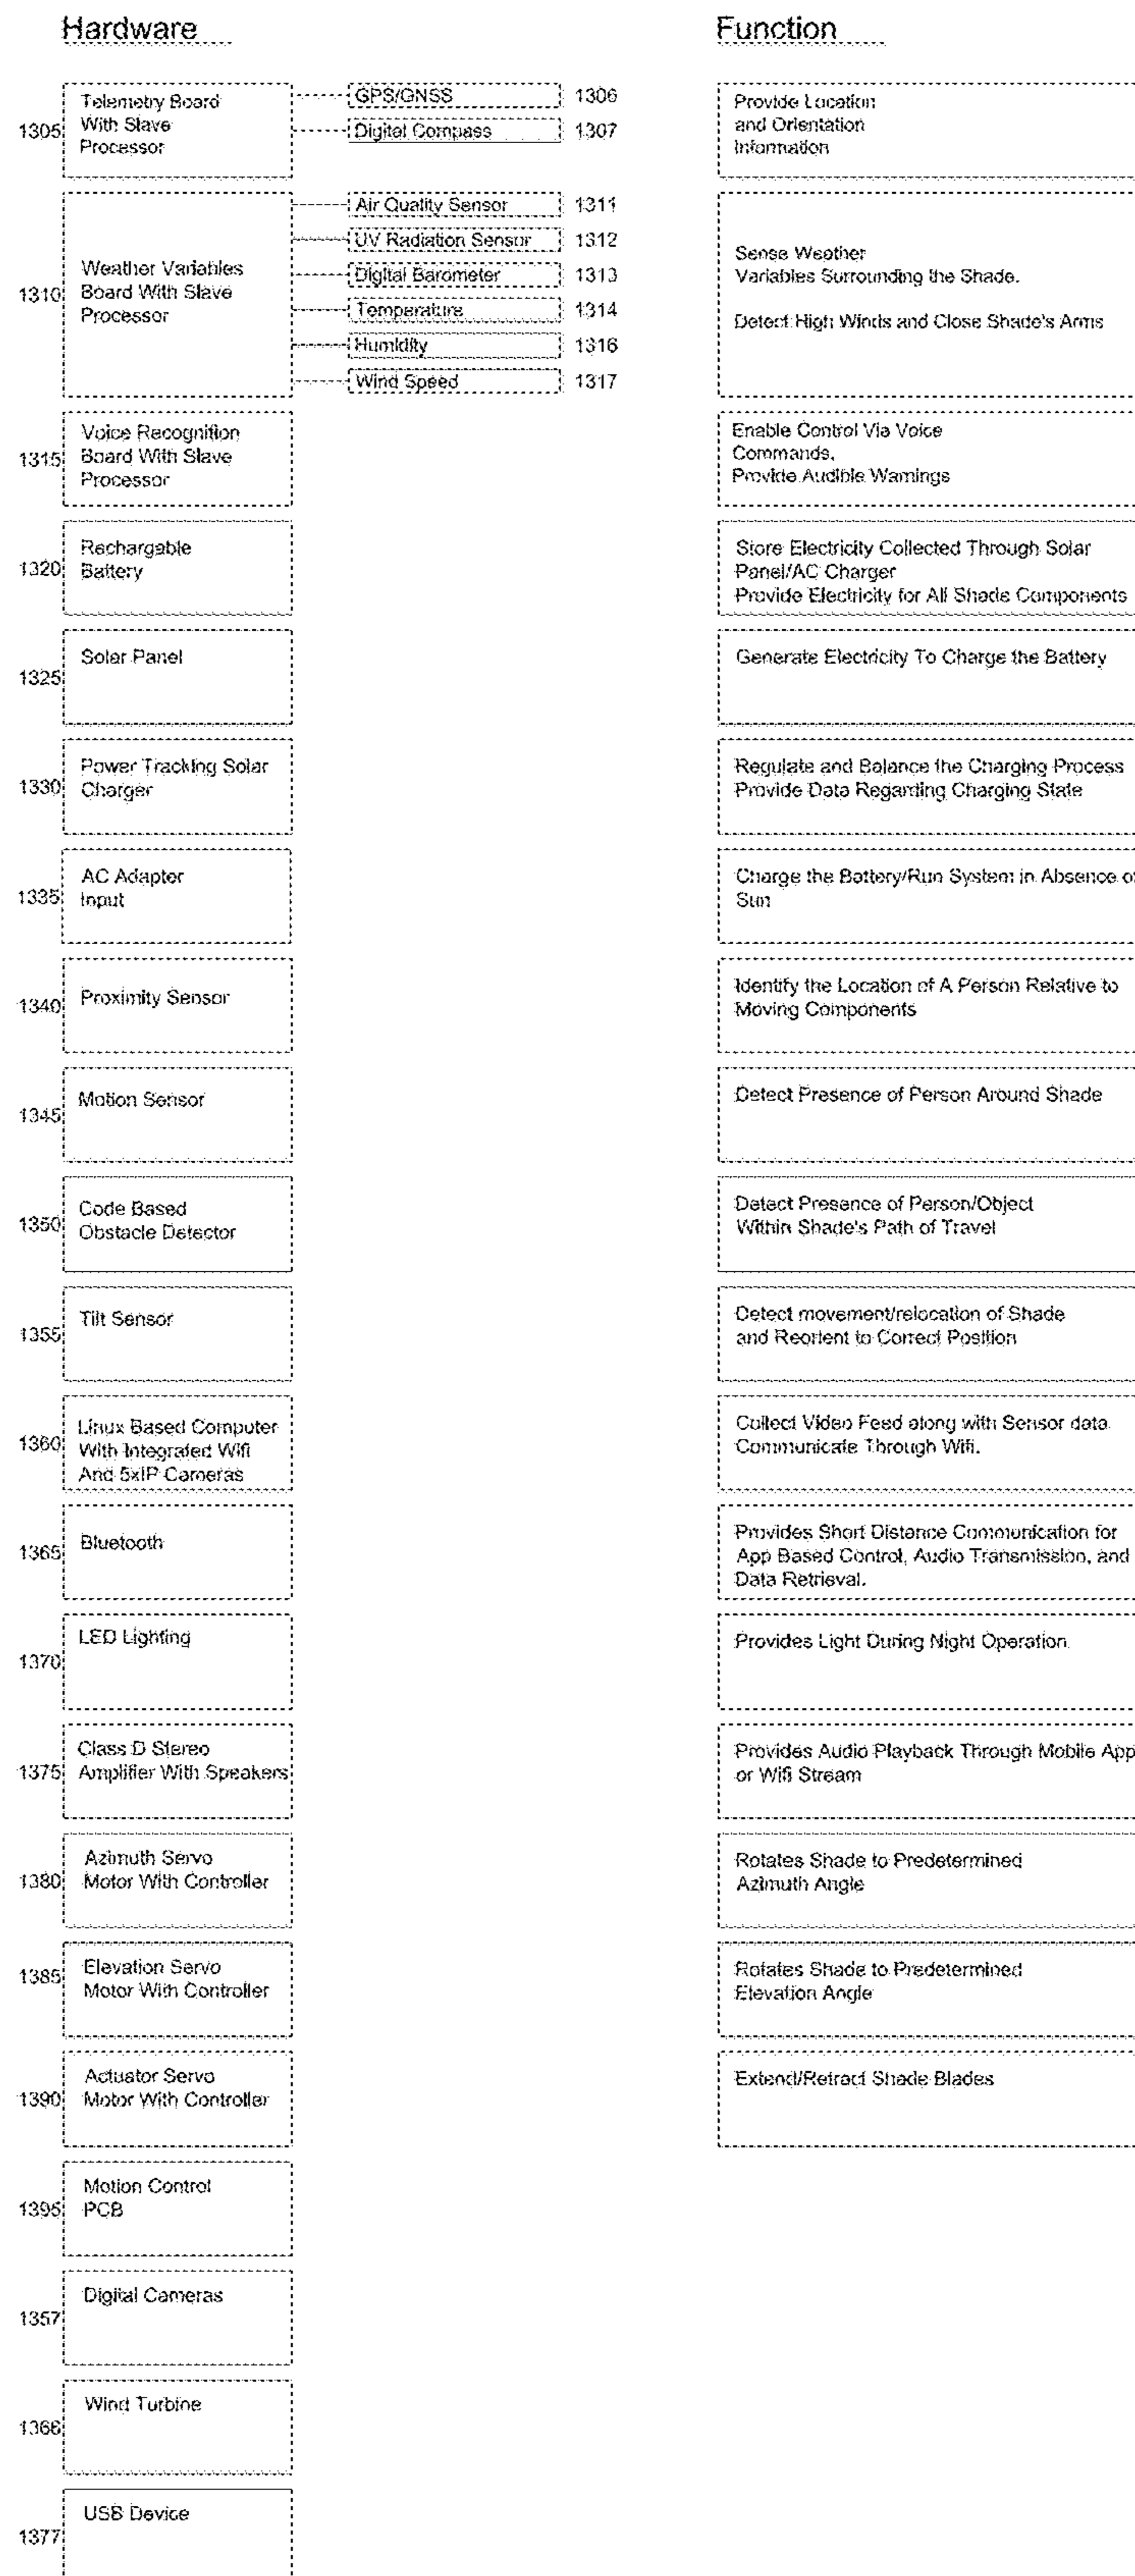 Hardware
Function
1305
Telemetry Board
With Slave
Processor
GPS/GNSS
1306
Digital Compass
1307
Provide Location
and Orientation
Information
1310
Weather Variables
Board With Slave
Processor
Air Quality Sensor
1311
UV Radiation Sensor
1312
Digital Barometer
1313
Temperature
1314
Humidity
1316
Wind Speed
1317
Sense Weather
Variables Surrounding the Shade.
Detect High Winds and Close Shade's Arms
1315
Voice Recognition
Board With Slave
Processor
Enable Control Via Voice
Commands,
Provide Audible Warnings
1320
Rechargable
Battery
Store Electricity Collected Through Solar
Panel/AC Charger
Provide Electricity for All Shade Components
1325
Solar Panel
Generate Electricity To Charge the Battery
1330
Power Tracking Solar
Charger
Regulate and Balance the Charging Process
Provide Data Regarding Charging State
1335
AC Adapter
Input
Charge the Battery/Run System in Absence of
Sun
1340
Proximity Sensor
Identify the Location of A Person Relative to
Moving Components
1345
Motion Sensor
Detect Presence of Person Around Shade
1350
Code Based
Obstacle Detector
Detect Presence of Person/Object
Within Shade's Path of Travel
1355
Tilt Sensor
Detect movement/relocation of Shade
and Reorient to Correct Position
1360
Linux Based Computer
With Integrated Wifi
And 5xIP Cameras
Collect Video Feed along with Sensor data
Communicate Through Wifi.
1365
Bluetooth
Provides Short Distance Communication for
App Based Control, Audio Transmission, and
Data Retrieval.
1370
LED Lighting
Provides Light During Night Operation
1375
Class D Stereo
Amplifier With Speakers
Provides Audio Playback Through Mobile App
or Wifi Stream
1380
Azimuth Servo
Motor With Controller
Rotates Shade to Predetermined
Azimuth Angle
1385
Elevation Servo
Motor With Controller
Rotates Shade to Predetermined
Elevation Angle
1390
Actuator Servo
Motor With Controller
Extend/Retract Shade Blades
1395
Motion Control
PCB
1357
Digital Cameras
1366
Wind Turbine
1377
USB Device